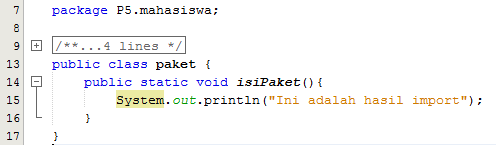 7 package P5.mahasiswa;
8
9 /**...4 lines */
13 public class paket {
14 public static void isiPaket(){
15 System.out.println("Ini adalah hasil import");
16 }
17 }